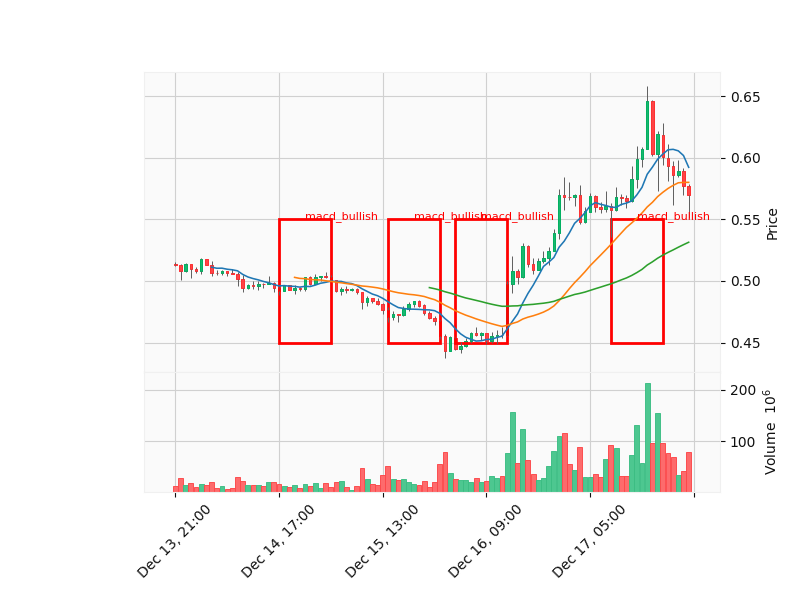 0.65
0.60
macd_bullish macd_bullish macd_bullish macd_bullish
0.55
0.50
0.45
Price
200
100
Volume 10^6
Dec 13, 21:00
Dec 14, 17:00
Dec 15, 13:00
Dec 16, 09:00
Dec 17, 05:00